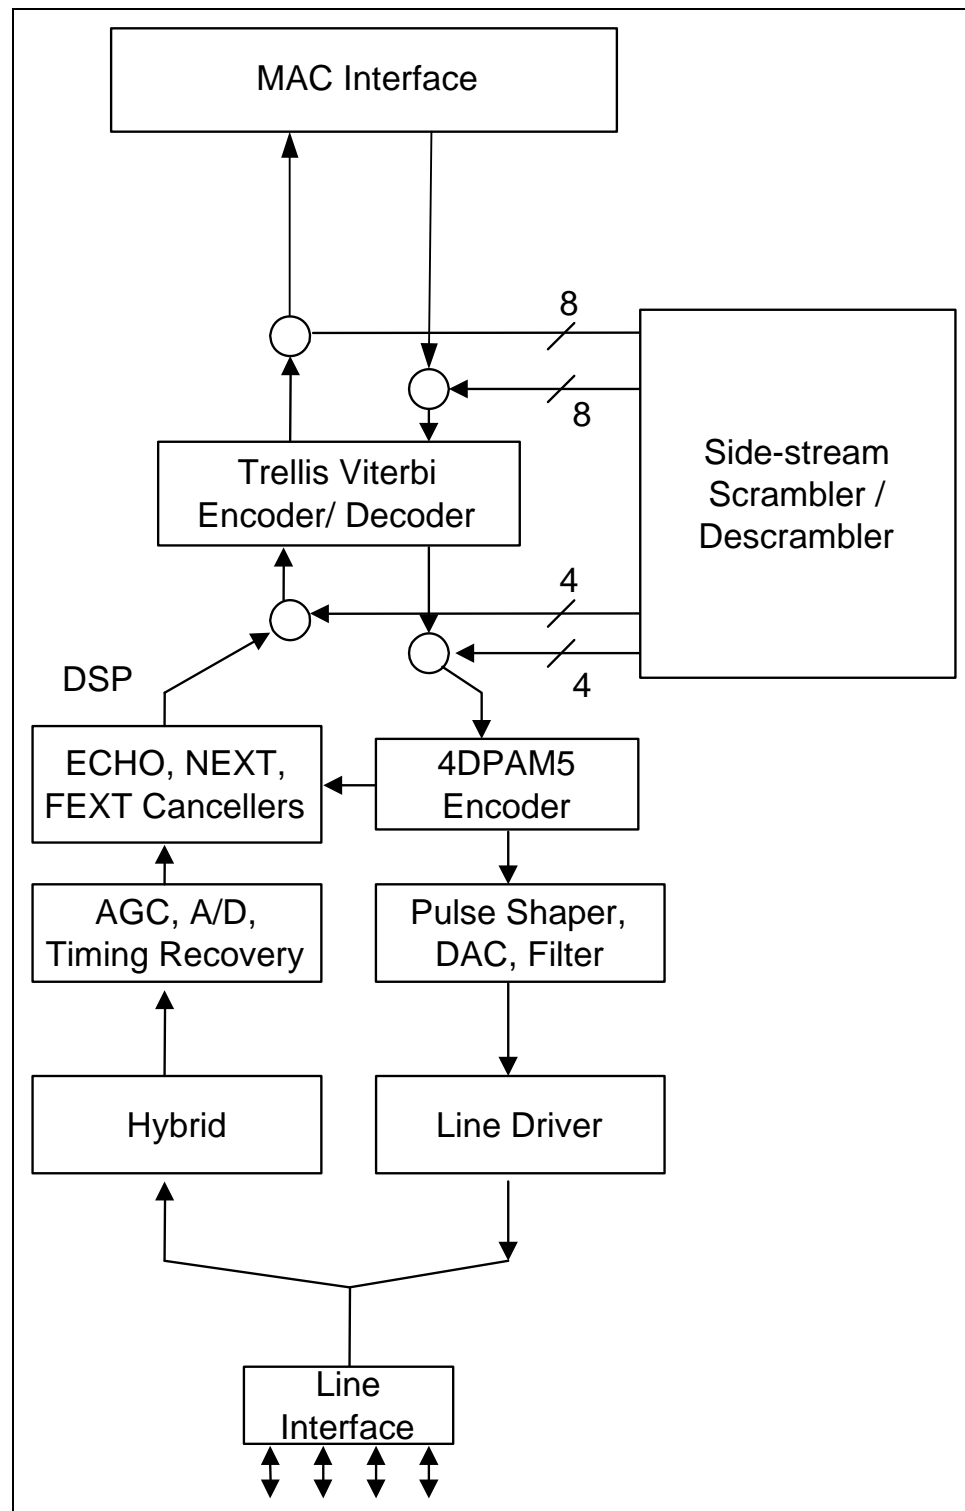 MAC Interface
8
8
Side-stream
Scrambler /
Descrambler
Trellis Viterbi
Encoder/ Decoder
4
4
DSP
ECHO, NEXT,
FEXT Cancellers
4DPAM5
Encoder
AGC, A/D,
Timing Recovery
Pulse Shaper,
DAC, Filter
Hybrid
Line Driver
Line
Interface